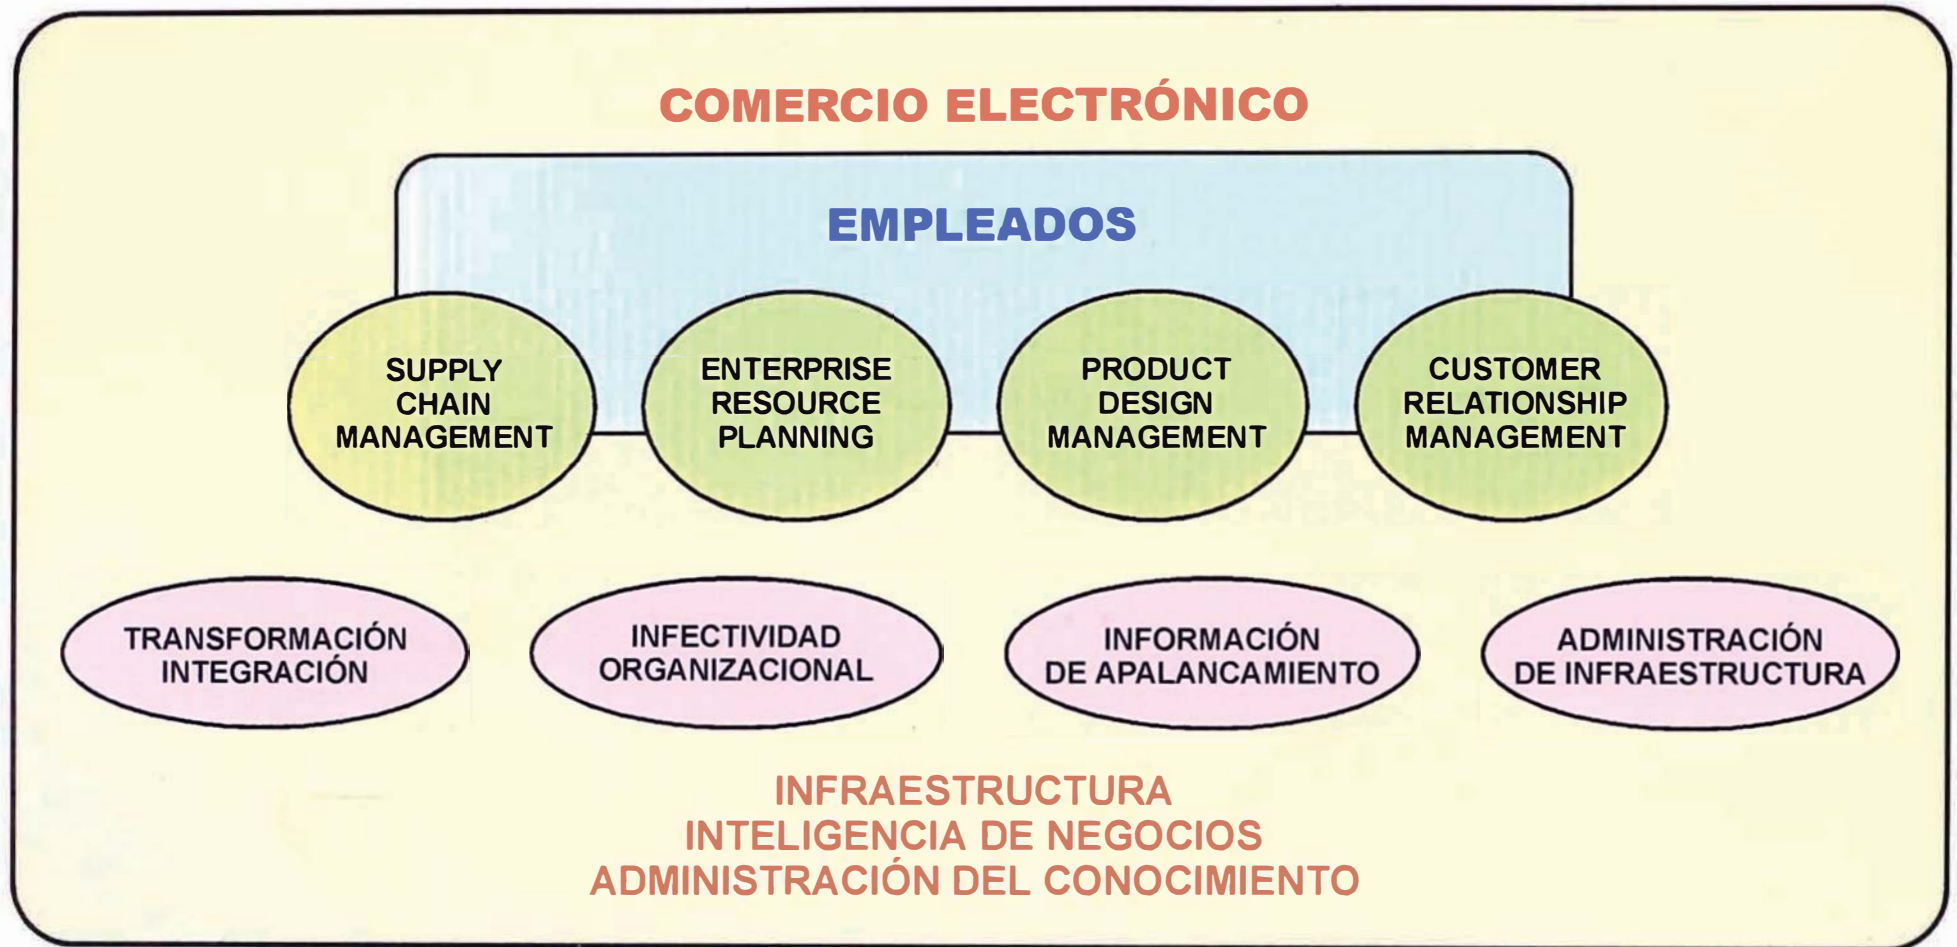 COMERCIO ELECTRÓNICO
EMPLEADOS
SUPPLY
CHAIN
MANAGEMENT
ENTERPRISE
RESOURCE
PLANNING
PRODUCT
DESIGN
MANAGEMENT
CUSTOMER
RELATIONSHIP
MANAGEMENT
TRANSFORMACIÓN
INTEGRACIÓN
INFECTIVIDAD
ORGANIZACIONAL
INFORMACIÓN
DE APALANCAMIENTO
ADMINISTRACIÓN
DE INFRAESTRUCTURA
INFRAESTRUCTURA
INTELIGENCIA DE NEGOCIOS
ADMINISTRACIÓN DEL CONOCIMIENTO